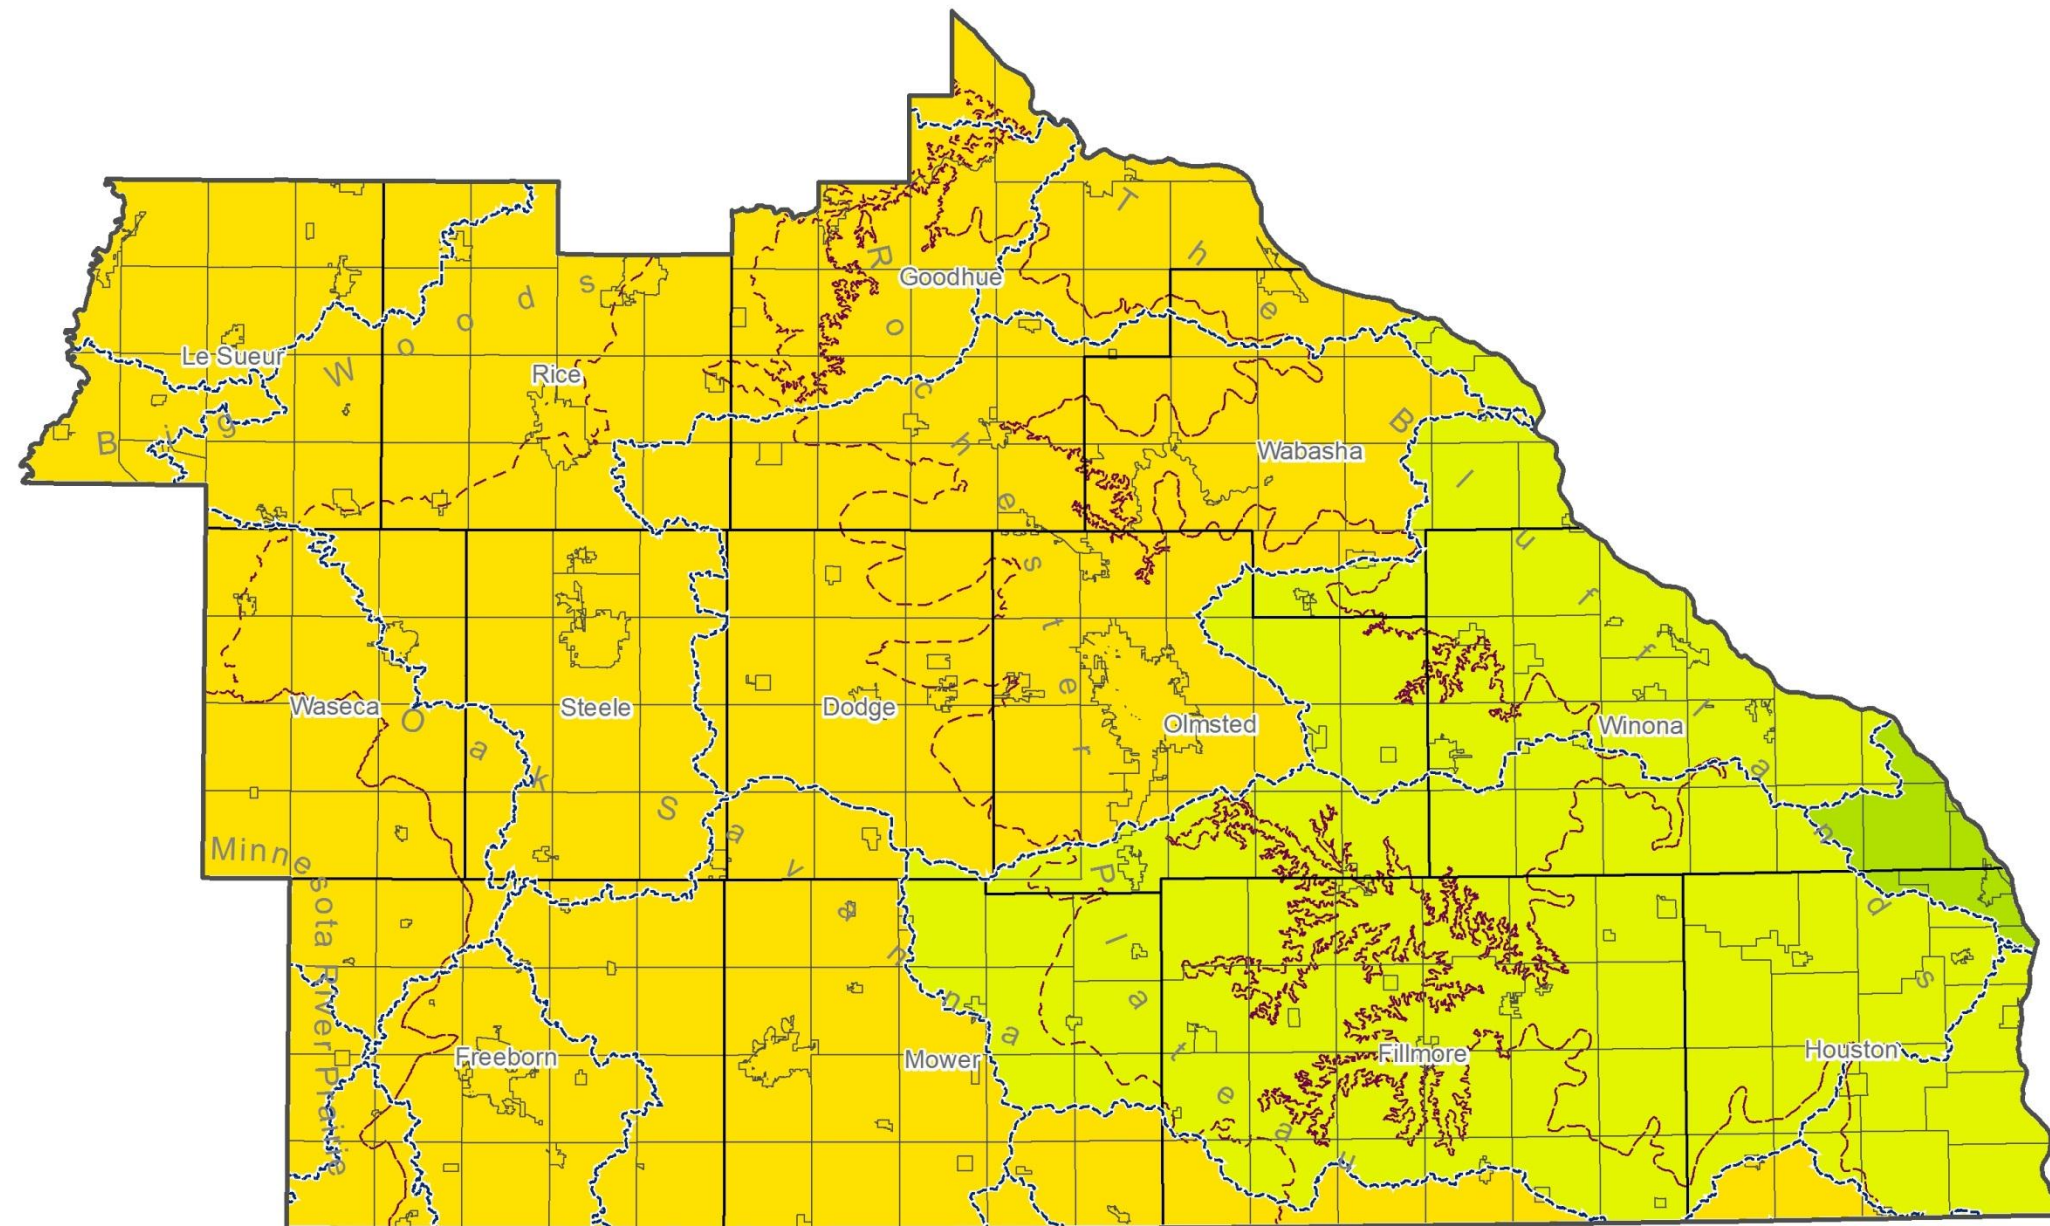 Goodhue
Le Sueur
Rice
Wabasha
Waseca
Steele
Dodge
Olmsted
Winona
Freeborn
Mower
Fillmore
Houston
Big Woods
Oak Savanna
Rochester Plateau
The Bluffrands
Minnesota River Prairie